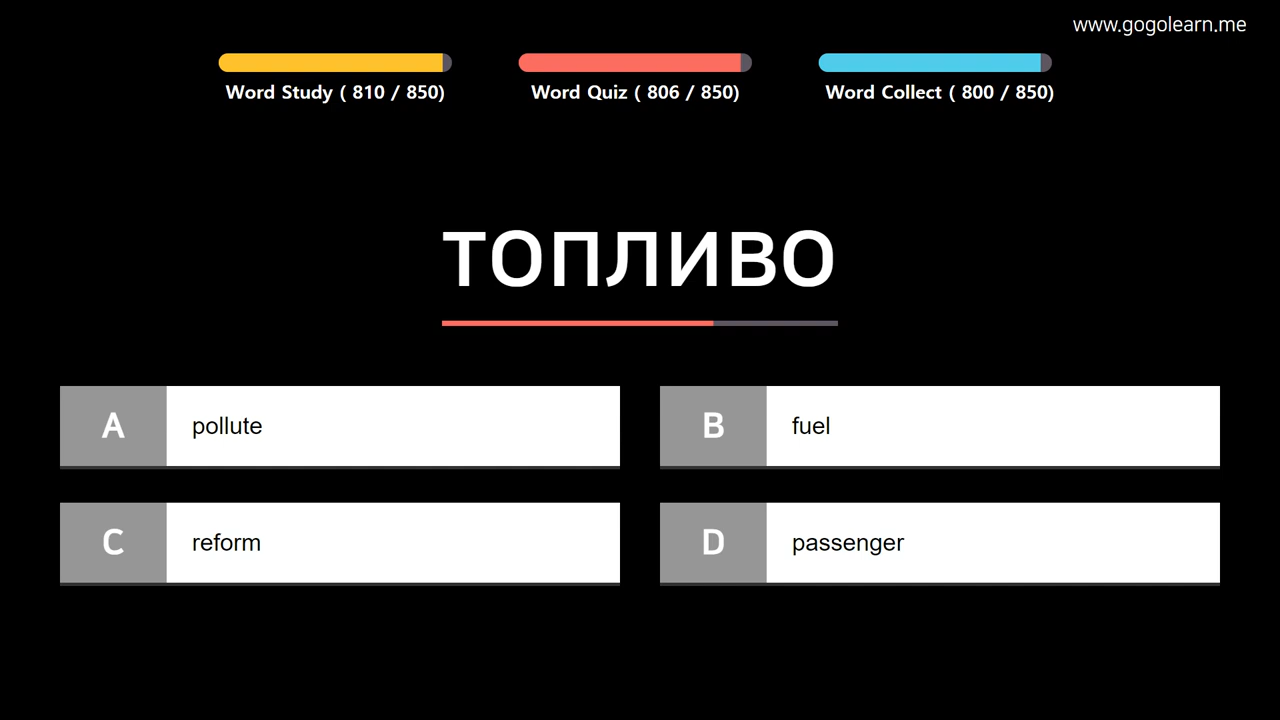 www.gogolearn.me
Word Study ( 810 / 850)
Word Quiz ( 806 / 850)
Word Collect ( 800 / 850)
ТОПЛИВО
A pollute
B fuel
C reform
D passenger